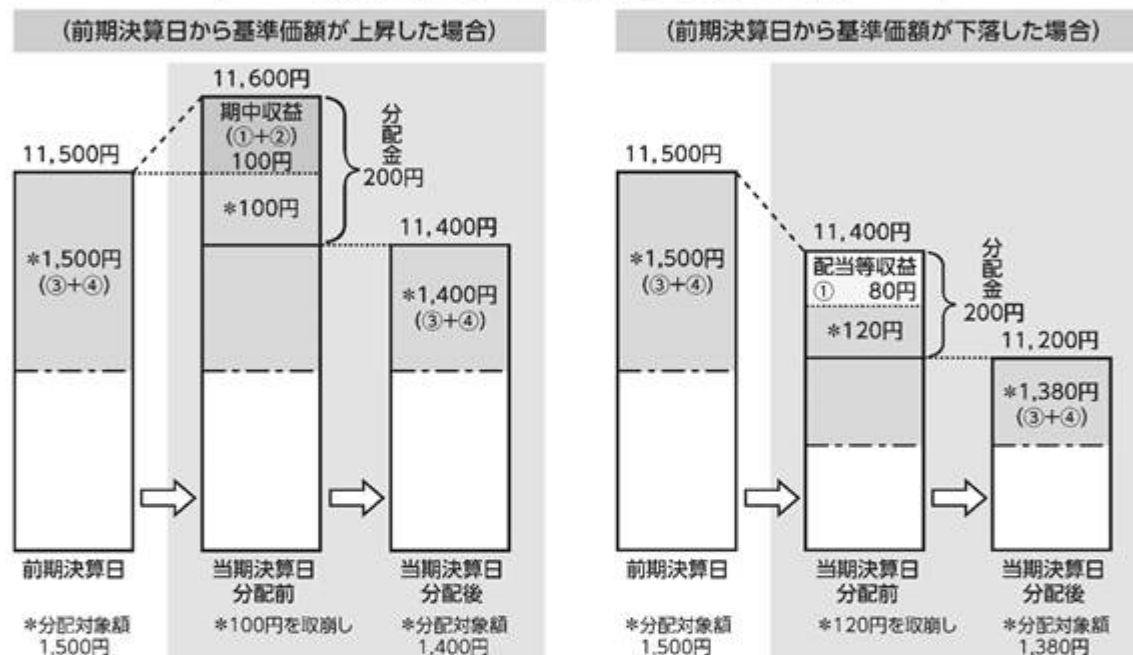 (前期決算日から基準価額が上昇した場合)
11,500円
*1,500円
(③+④)
前期決算日
*分配対象額
1,500円
11,600円
期中収益
(①+②)
100円
*100円
分配金
200円
当期決算日
分配前
*100円を取崩し
11,400円
*1,400円
(③+④)
当期決算日
分配後
*分配対象額
1,400円
(前期決算日から基準価額が下落した場合)
11,500円
*1,500円
(③+④)
前期決算日
*分配対象額
1,500円
11,400円
配当等収益
① 80円
*120円
分配金
200円
当期決算日
分配前
*120円を取崩し
11,200円
*1,380円
(③+④)
当期決算日
分配後
*分配対象額
1,380円